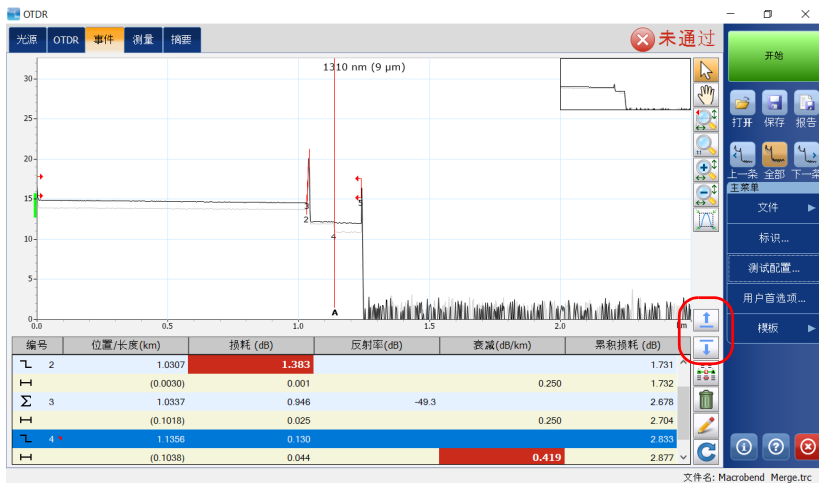 OTDR
光源 OTDR 事件 测量 摘要
未通过
1310 nm (9 µm)
30
25
20
15
10
5
0
0.0 0.5 1.0 1.5 2.0
2
3
4
5
A
编号 位置/长度(km) 损耗 (dB) 反射率(dB) 衰减(dB/km) 累积损耗 (dB)
2 1.0307 1.383 1.731
(0.0030) 0.001 0.250 1.732
Σ 3 1.0337 0.946 -49.3 2.678
(0.1018) 0.025 0.250 2.704
4 * 1.1356 0.130 2.833
(0.1038) 0.044 0.419 2.877
开始
打开 保存 报告
上一条 全部 下一条
主菜单
文件
标识...
测试配置...
用户首选项...
模板
文件名: Macrobend Merge.trc